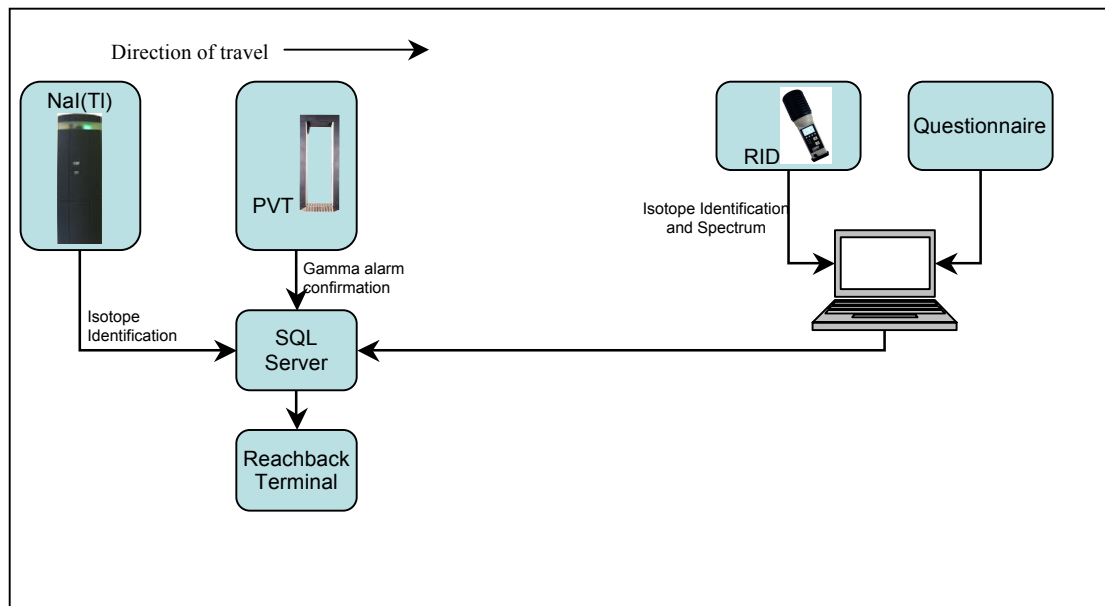 Direction of travel
NaI(Tl)
PVT
RID
Questionnaire
Isotope Identification
and Spectrum
Gamma alarm
confirmation
Isotope
Identification
SQL
Server
Reachback
Terminal